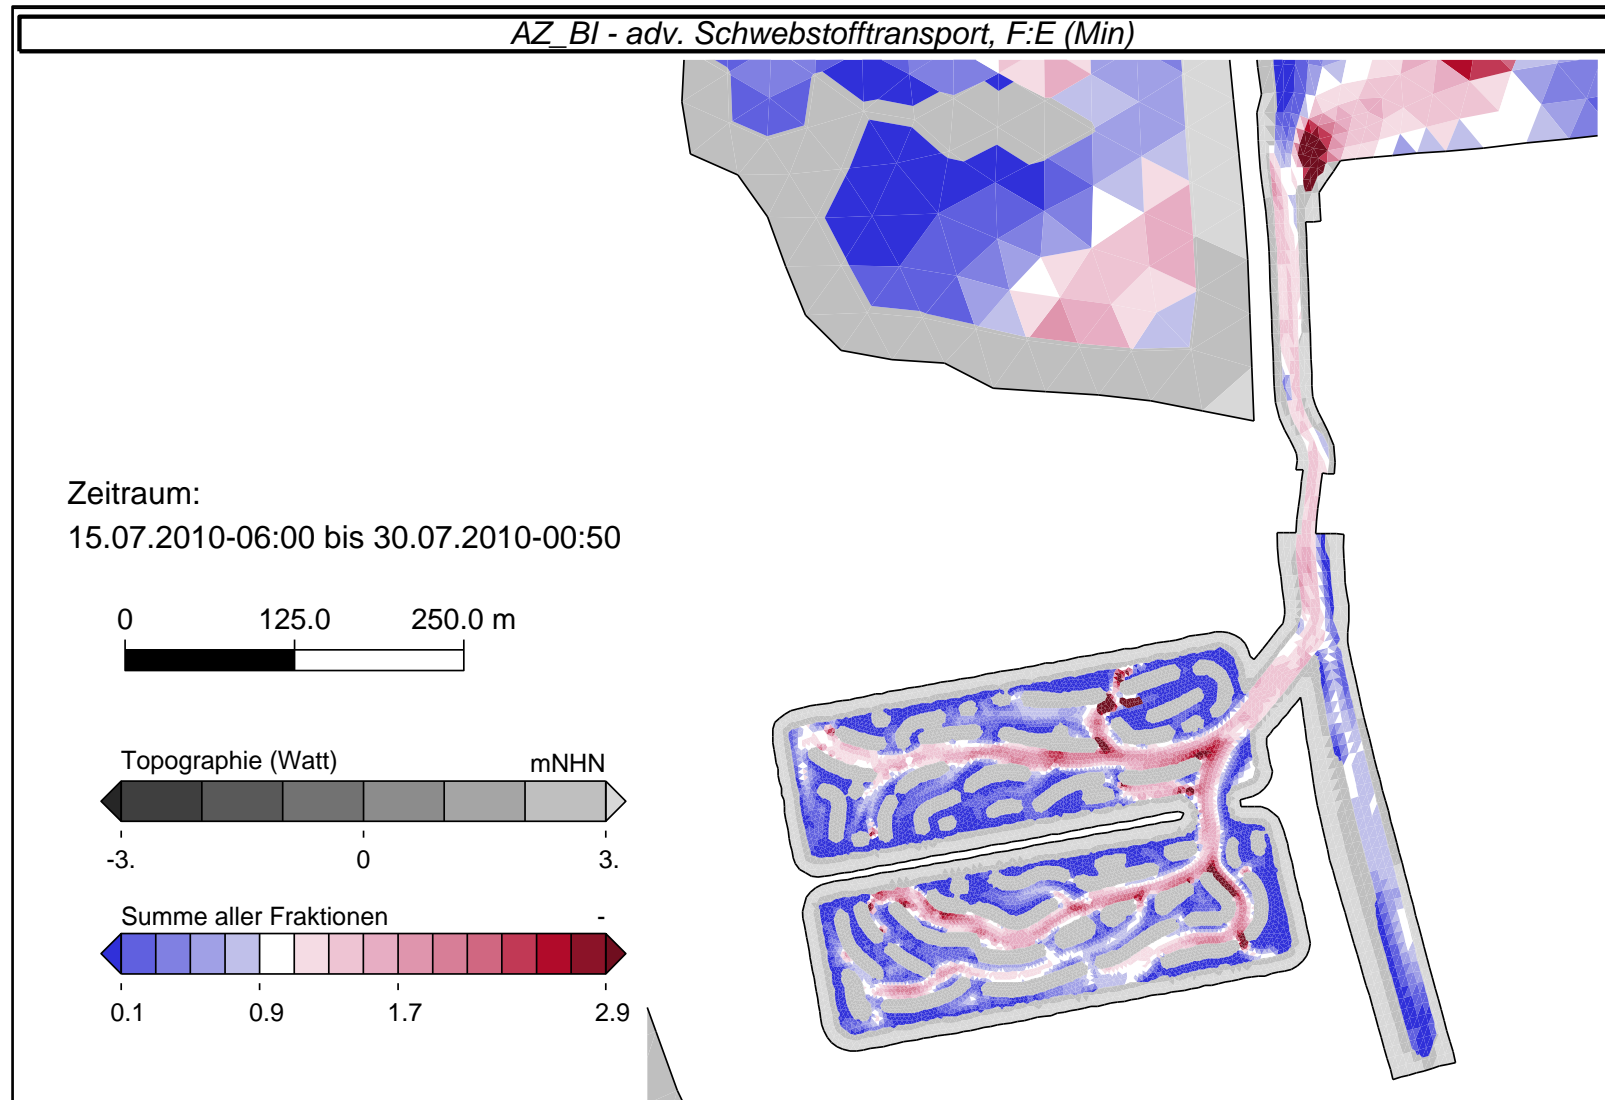 AZ_BI - adv. Schwebstofftransport, F:E (Min)
Zeitraum:
15.07.2010-06:00 bis 30.07.2010-00:50
0 125.0 250.0 m
Topographie (Watt) mNHN
-3. 0 3.
Summe aller Fraktionen -
0.1 0.9 1.7 2.9